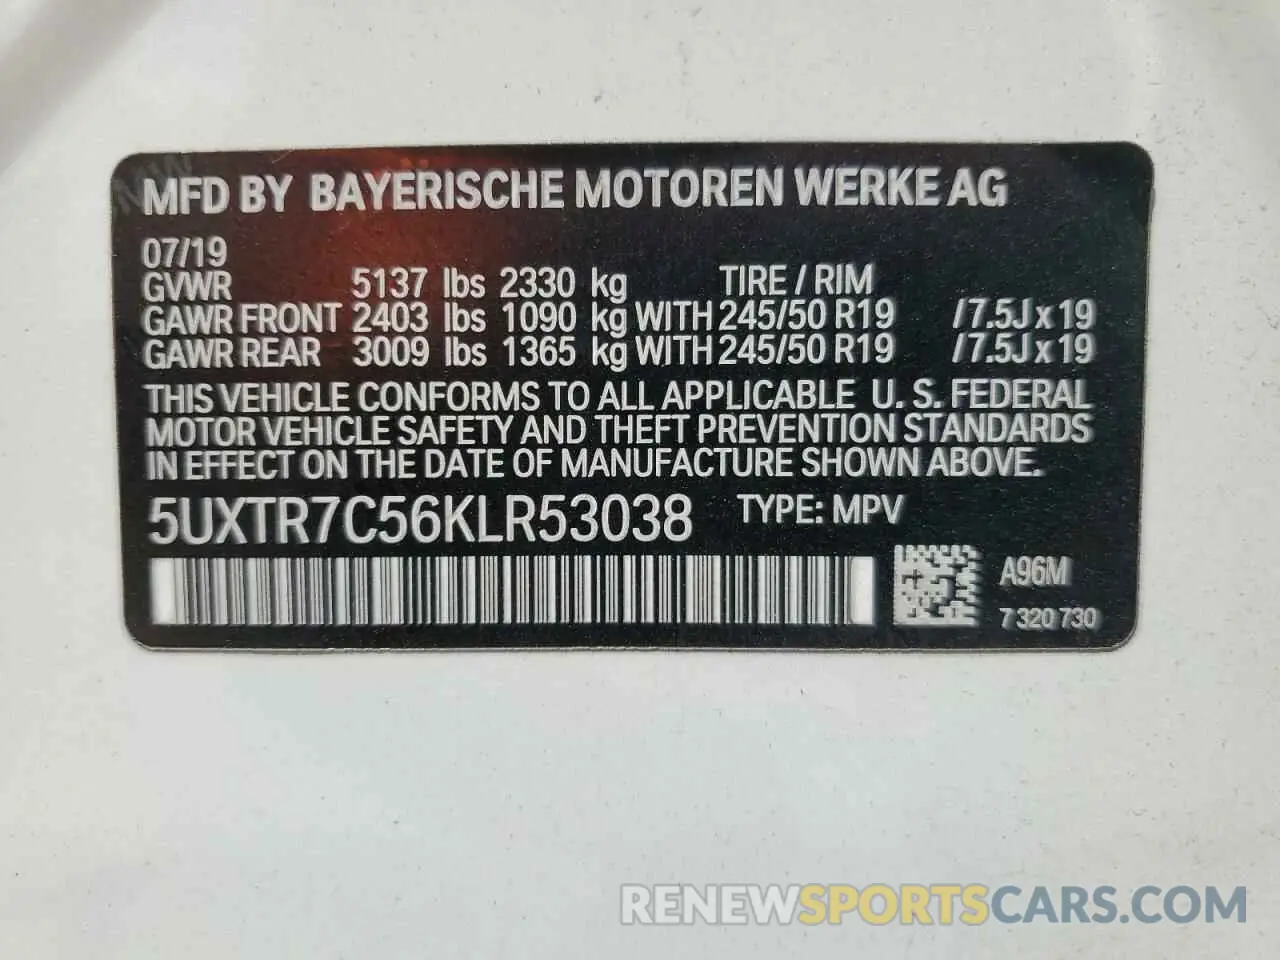 MFD BY BAYERISCHE MOTOREN WERKE AG
07/19
GVWR 5137 lbs 2330 kg TIRE / RIM
GAWR FRONT 2403 lbs 1090 kg WITH 245/50 R19 /7.5J x 19
GAWR REAR 3009 lbs 1365 kg WITH 245/50 R19 /7.5J x 19
THIS VEHICLE CONFORMS TO ALL APPLICABLE U. S. FEDERAL
MOTOR VEHICLE SAFETY AND THEFT PREVENTION STANDARDS
IN EFFECT ON THE DATE OF MANUFACTURE SHOWN ABOVE.
5UXTR7C56KLR53038 TYPE: MPV
A96M
7 320 730
RENEWSPORTSCARS.COM